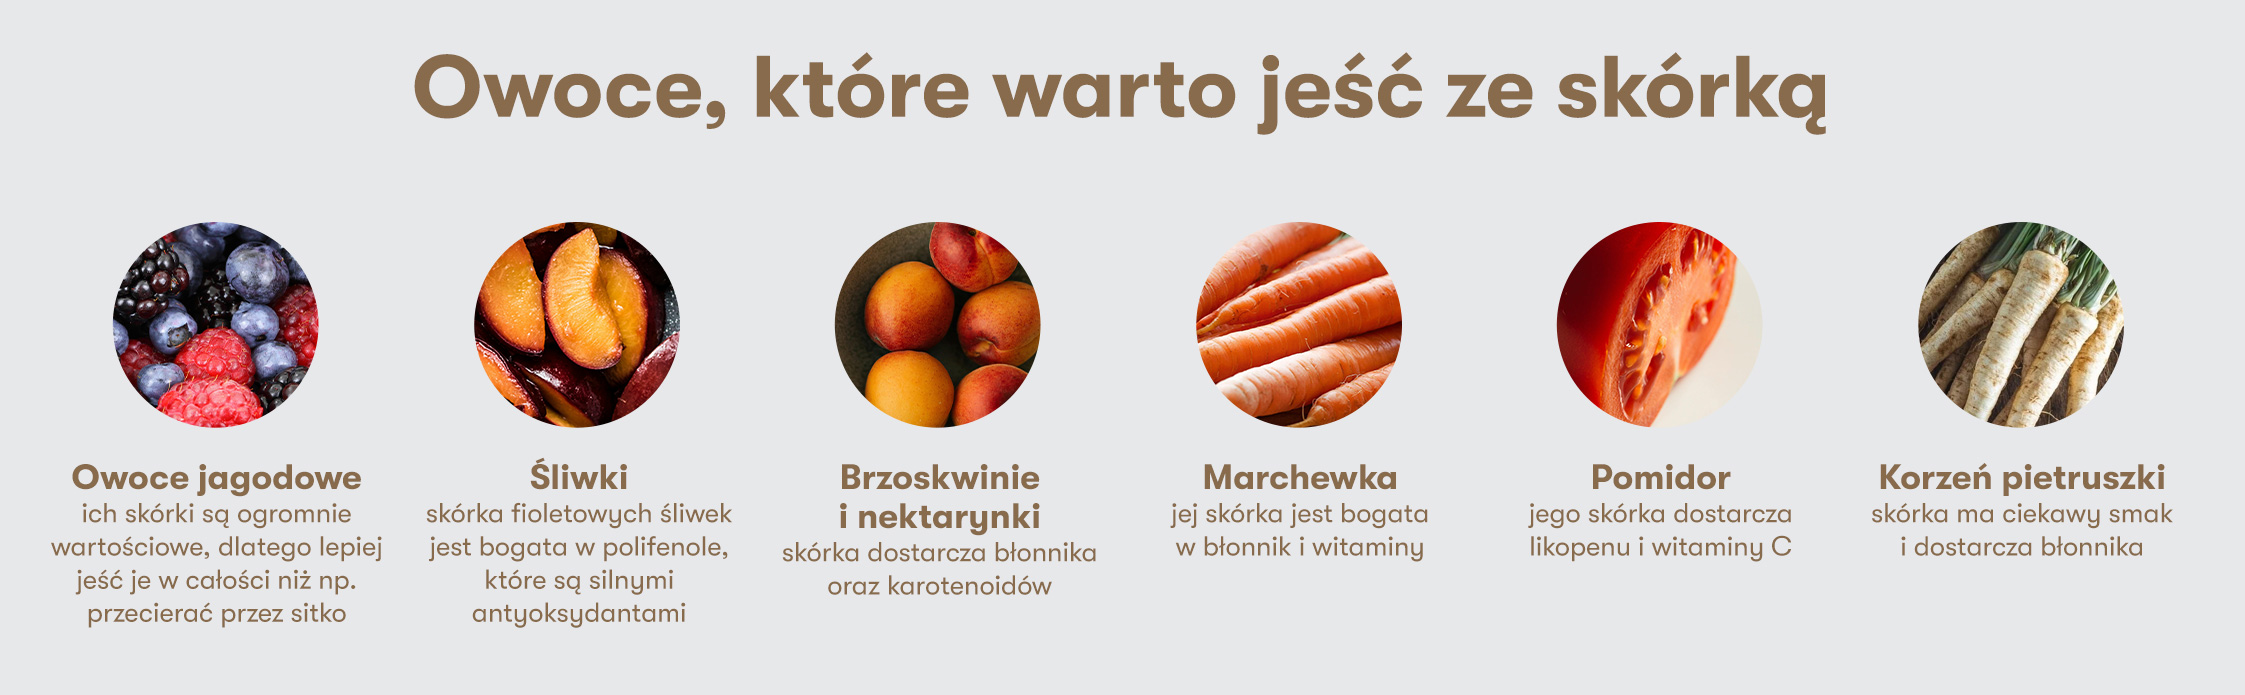 Owoce, które warto jeść ze skórką
Owoce jagodowe
ich skórki są ogromnie
wartościowe, dlatego lepiej
jeść je w całości niż np.
przecierać przez sitko
Śliwki
skórka fioletowych śliwek
jest bogata w polifenole,
które są silnymi
antyoksydantami
Brzoskwinie
i nektarynki
skórka dostarcza błonnika
oraz karotenoidów
Marchewka
jej skórka jest bogata
w błonnik i witaminy
Pomidor
jego skórka dostarcza
likopenu i witaminy C
Korzeń pietruszki
skórka ma ciekawy smak
i dostarcza błonnika